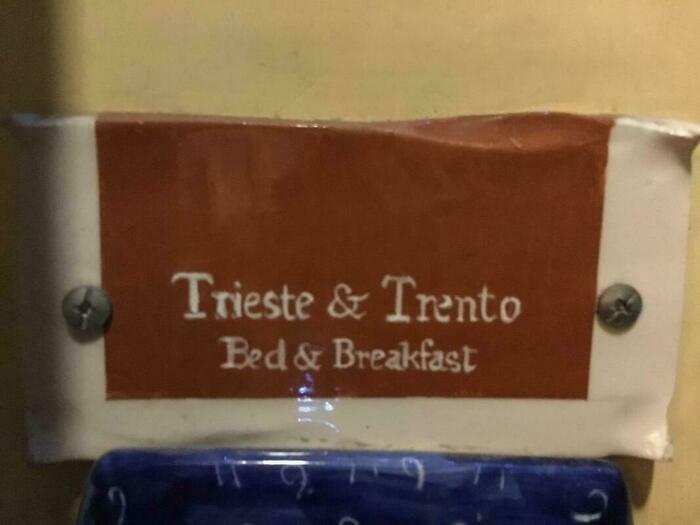 Trieste & Trento
Bed & Breakfast